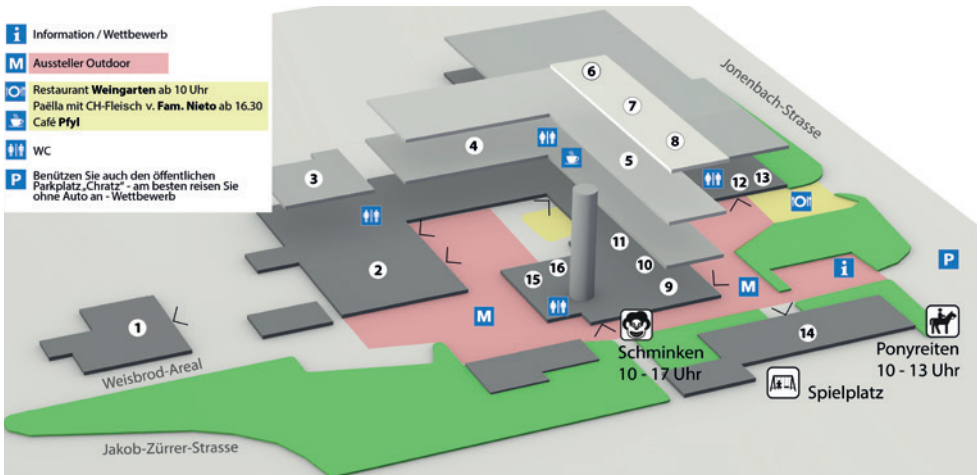 i Information / Wettbewerb
M Aussteller Outdoor
Restaurant Weingarten ab 10 Uhr
Paëlla mit CH-Fleisch v. Fam. Nieto ab 16.30
Café Pfyl
WC
P Benützen Sie auch den öffentlichen
Parkplatz „Chratz" - am besten reisen Sie
ohne Auto an - Wettbewerb
Jonenbach-Strasse
6
7
8
4
5
3
12
13
11
2
16
15
10
9
i
P
M
M
1
14
Schminken
10 - 17 Uhr
Ponyreiten
10 - 13 Uhr
Spielplatz
Weisbrod-Areal
Jakob-Zürrer-Strasse